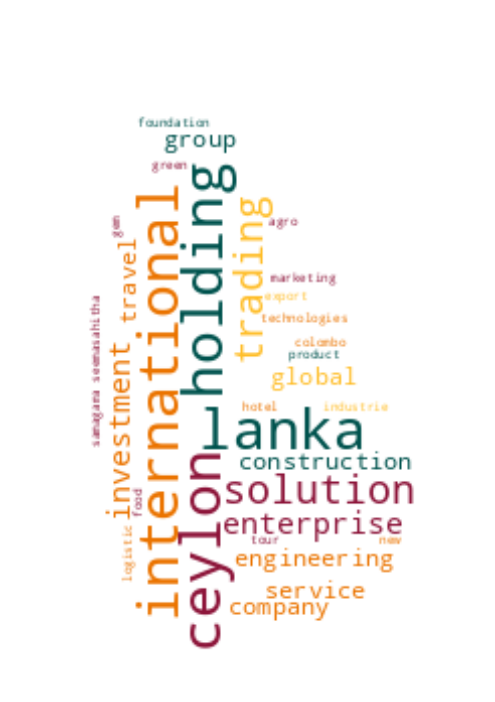 foundation
group
green
holding
international
trading
gem
agro
travel
marketing
export
samagama seemasahitha
technologies
colombo
product
investment
global
hotel
industrie
lanka
ceylon
construction
solution
food
enterprise
logistic
tour
new
engineering
service
company